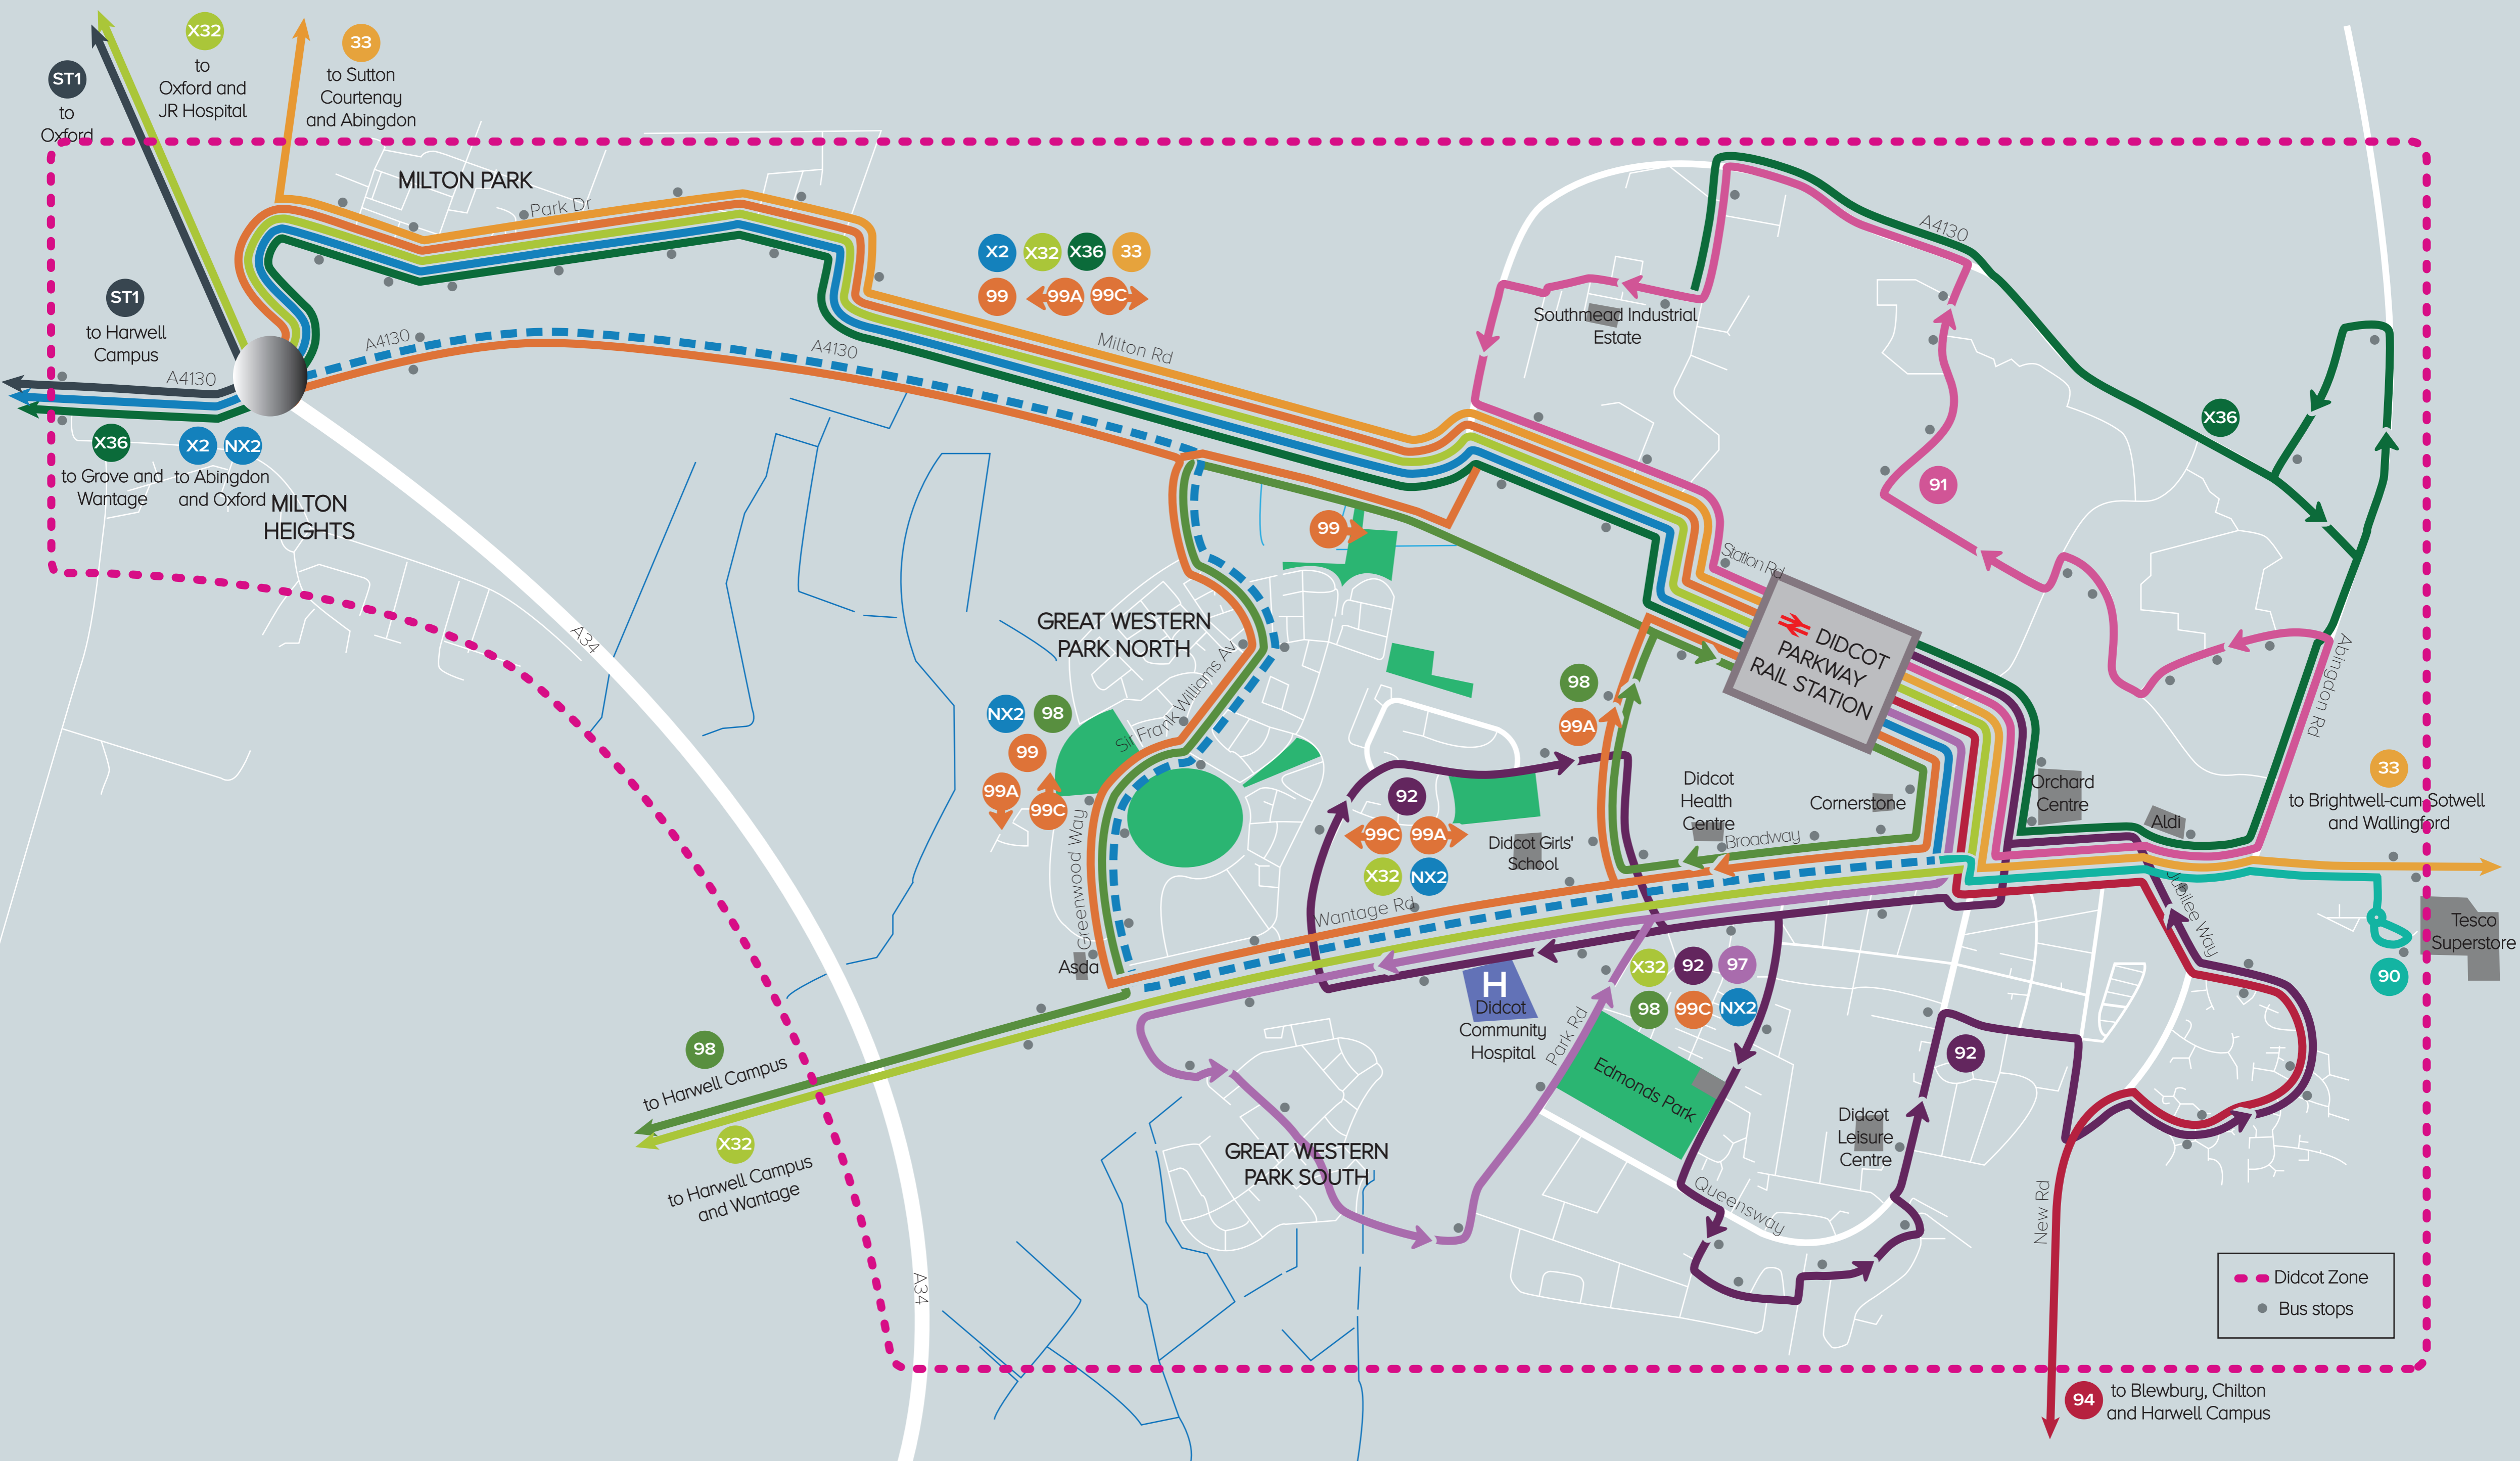 X32
to
Oxford and
JR Hospital
33
to Sutton
Courtenay
and Abingdon
ST1
to
Oxford
MILTON PARK
Park Dr
A4130
X2 X32 X36 33
99 99A 99C
Milton Rd
ST1
to Harwell
Campus
A4130
A4130
A4130
Southmead Industrial
Estate
X36
to Grove and
Wantage
X2 NX2
to Abingdon
and Oxford
MILTON
HEIGHTS
X36
91
99
Station Rd
A34
GREAT WESTERN
PARK NORTH
DIDCOT
PARKWAY
RAIL STATION
Sir Frank Williams Av
NX2 98
99
99A
99C
98
99A
Abingdon Rd
92
99C 99A
X32 NX2
Didcot Girls'
School
Didcot
Health
Centre
Cornerstone
Broadway
Orchard
Centre
Aldi
33
to Brightwell-cum-Sotwell
and Wallingford
Greenwood Way
Wantage Rd
Jubilee Way
Tesco
Superstore
90
Asda
H
Didcot
Community
Hospital
X32 92 97
98 99C NX2
Park Rd
Edmonds Park
92
98
to Harwell Campus
X32
to Harwell Campus
and Wantage
GREAT WESTERN
PARK SOUTH
Didcot
Leisure
Centre
Queensway
New Rd
A34
Didcot Zone
Bus stops
94
to Blewbury, Chilton
and Harwell Campus